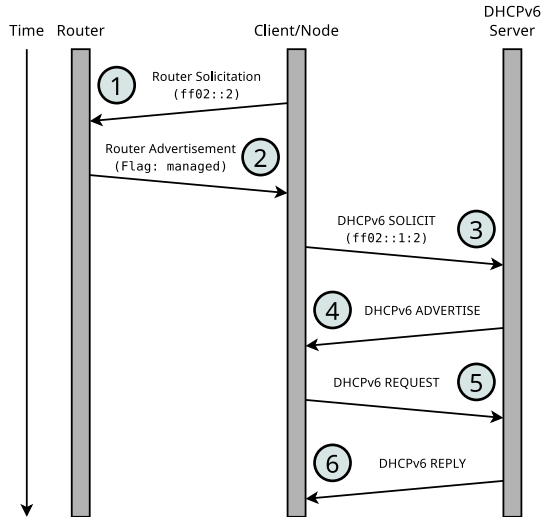 DHCPv6
Time Router Client/Node Server
1 Router Solicitation
(ff02::2)
Router Advertisement 2
(Flag: managed)
DHCPv6 SOLICIT 3
(ff02::1:2)
4 DHCPv6 ADVERTISE
DHCPv6 REQUEST 5
6 DHCPv6 REPLY